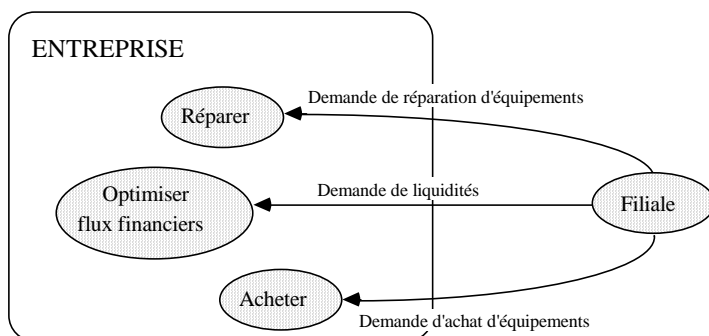 ENTREPRISE
Demande de réparation d'équipements
Réparer
Optimiser
flux financiers
Demande de liquidités
Filiale
Acheter
Demande d'achat d'équipements